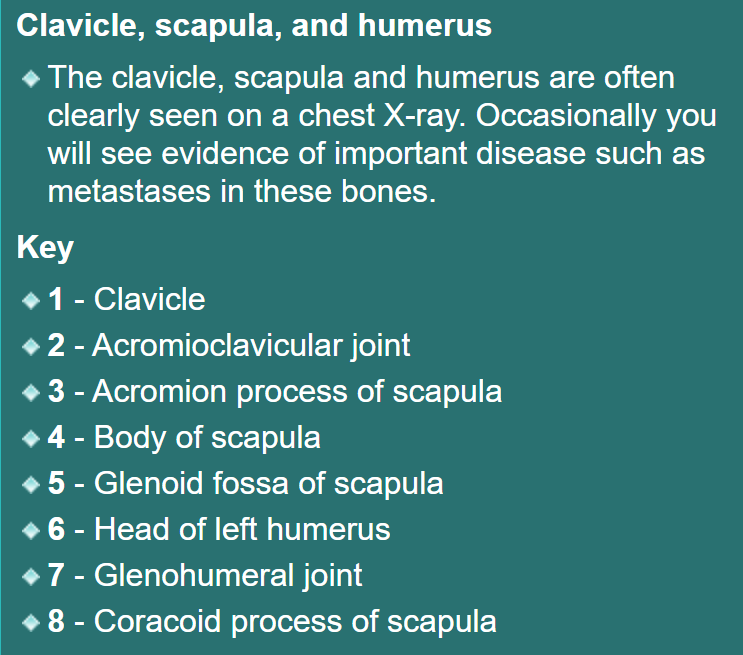 Clavicle, scapula, and humerus
The clavicle, scapula and humerus are often
clearly seen on a chest X-ray. Occasionally you
will see evidence of important disease such as
metastases in these bones.
Key
1 - Clavicle
2 - Acromioclavicular joint
3 - Acromion process of scapula
4 - Body of scapula
5 - Glenoid fossa of scapula
6 - Head of left humerus
7 - Glenohumeral joint
8 - Coracoid process of scapula